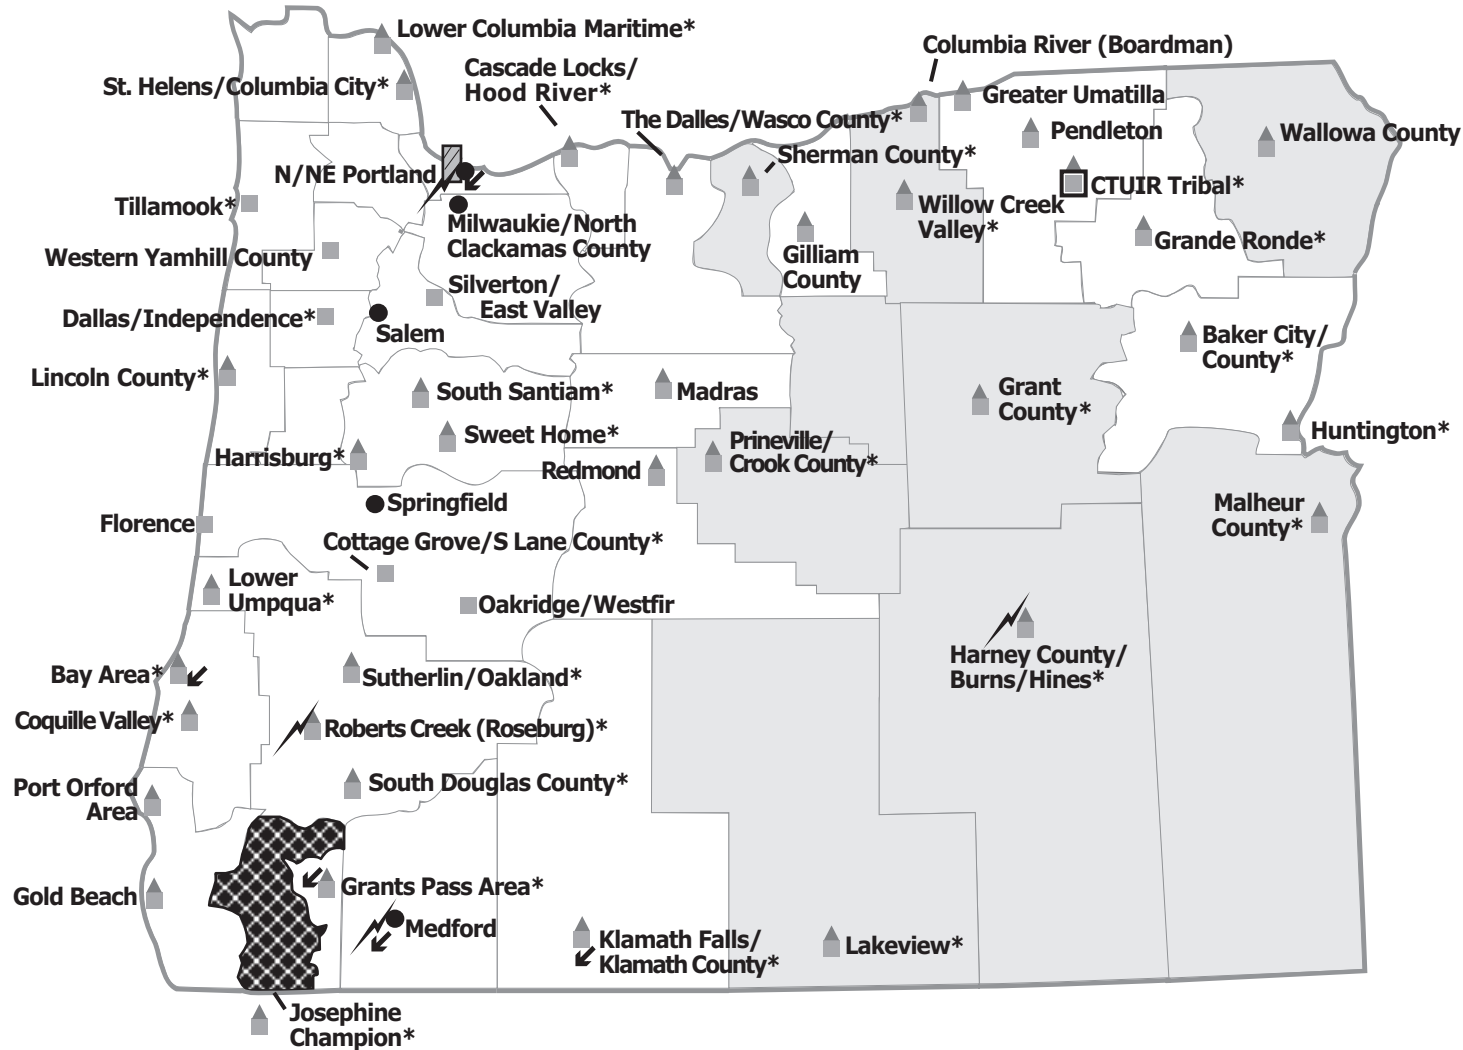 Lower Columbia Maritime*
Columbia River (Boardman)
Cascade Locks/
Hood River*
St. Helens/Columbia City*
Greater Umatilla
The Dalles/Wasco County*
Pendleton
Wallowa County
Sherman County*
N/NE Portland
CTUIR Tribal*
Tillamook*
Willow Creek
Valley*
Milwaukie/North
Clackamas County
Grande Ronde*
Western Yamhill County
Gilliam
County
Silverton/
East Valley
Dallas/Independence*
Salem
Baker City/
County*
Lincoln County*
South Santiam*
Madras
Grant
County*
Sweet Home*
Huntington*
Harrisburg*
Prineville/
Crook County*
Redmond
Springfield
Malheur
County*
Florence
Cottage Grove/S Lane County*
Lower
Umpqua*
Oakridge/Westfir
Harney County/
Burns/Hines*
Bay Area*
Sutherlin/Oakland*
Coquille Valley*
Roberts Creek (Roseburg)*
South Douglas County*
Port Orford
Area
Gold Beach
Grants Pass Area*
Medford
Klamath Falls/
Klamath County*
Lakeview*
Josephine
Champion*